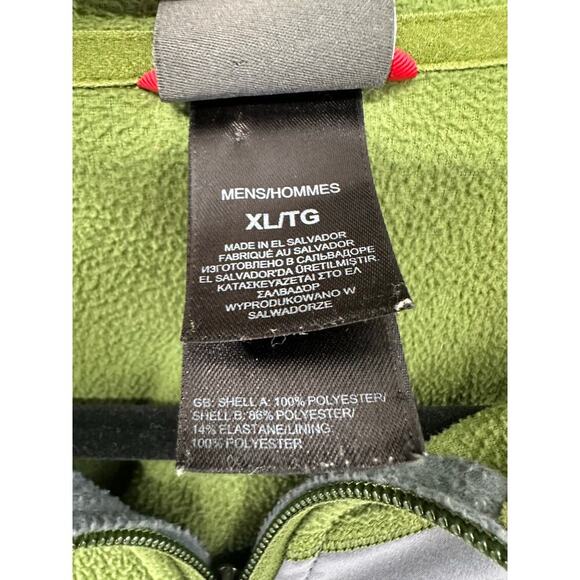 MENS/HOMMES
XL/TG
MADE IN EL SALVADOR
FABRIQUÉ AU SALVADOR
ИЗГОТОВЛЕНО В САЛЬВАДОРЕ
EL SALVADOR'DA ÜRETILMIŞTIR.
ΚΑΤΑΣΚΕΥΑΖΕΤΑΙ ΣΤΟ ΕΛ
ΣΑΛΒΑΔΟΡ
WYPRODUKOWANO W
SALWADORZE
GB: SHELL A: 100% POLYESTER/
SHELL B: 86% POLYESTER/
14% ELASTANE/LINING:
100% POLYESTER